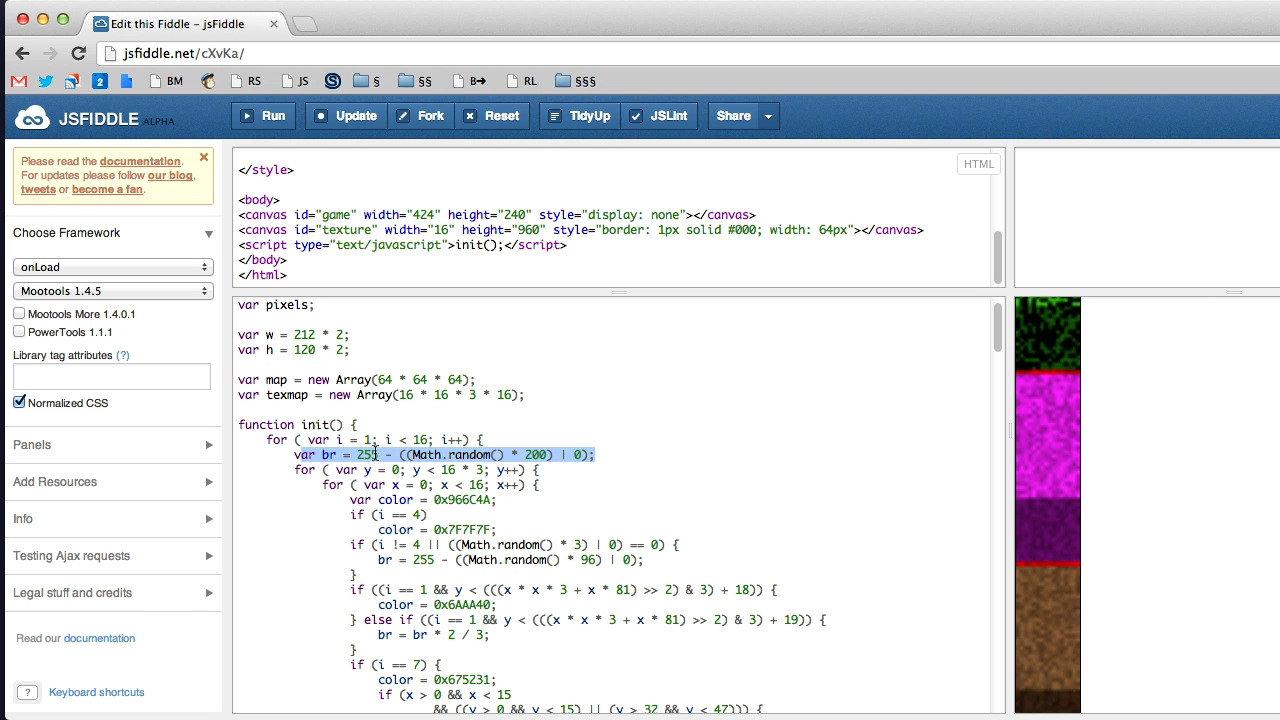 Edit this Fiddle – jsFiddle
jsfiddle.net/cXvKa/
2 BM RS JS § §§ B➔ RL §§§
JSFIDDLE ALPHA
Run Update Fork Reset TidyUp JSLint Share
Please read the documentation.
For updates please follow our blog,
tweets or become a fan.
Choose Framework
onLoad
Mootools 1.4.5
Mootools More 1.4.0.1
PowerTools 1.1.1
Library tag attributes (?)
Normalized CSS
Panels
Add Resources
Info
Testing Ajax requests
Legal stuff and credits
Read our documentation
? Keyboard shortcuts
HTML
</style>
<body>
<canvas id="game" width="424" height="240" style="display: none"></canvas>
<canvas id="texture" width="16" height="960" style="border: 1px solid #000; width: 64px"></canvas>
<script type="text/javascript">init();</script>
</body>
</html>
var pixels;
var w = 212 * 2;
var h = 120 * 2;
var map = new Array(64 * 64 * 64);
var texmap = new Array(16 * 16 * 3 * 16);
function init() {
for ( var i = 1; i < 16; i++) {
var br = 255 - ((Math.random() * 200) | 0);
for ( var y = 0; y < 16 * 3; y++) {
for ( var x = 0; x < 16; x++) {
var color = 0x966C4A;
if (i == 4)
color = 0x7F7F7F;
if (i != 4 || ((Math.random() * 3) | 0) == 0) {
br = 255 - ((Math.random() * 96) | 0);
}
if ((i == 1 && y < (((x * x * 3 + x * 81) >> 2) & 3) + 18)) {
color = 0x6AAA40;
} else if ((i == 1 && y < (((x * x * 3 + x * 81) >> 2) & 3) + 19)) {
br = br * 2 / 3;
}
if (i == 7) {
color = 0x675231;
if (x > 0 && x < 15
&& ((y > 0 && y < 15) || (y > 32 && y < 47))) {